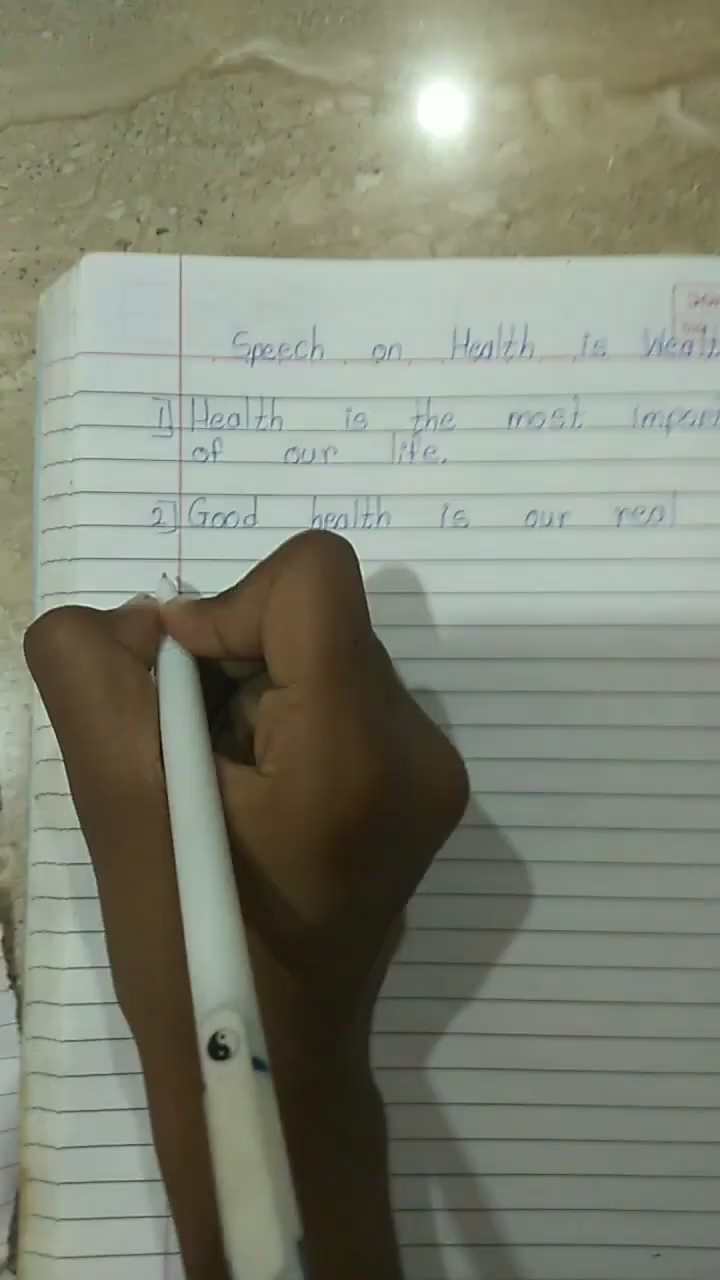 Speech on Health is
1] Health is the most
of our life.
2] Good health is our real